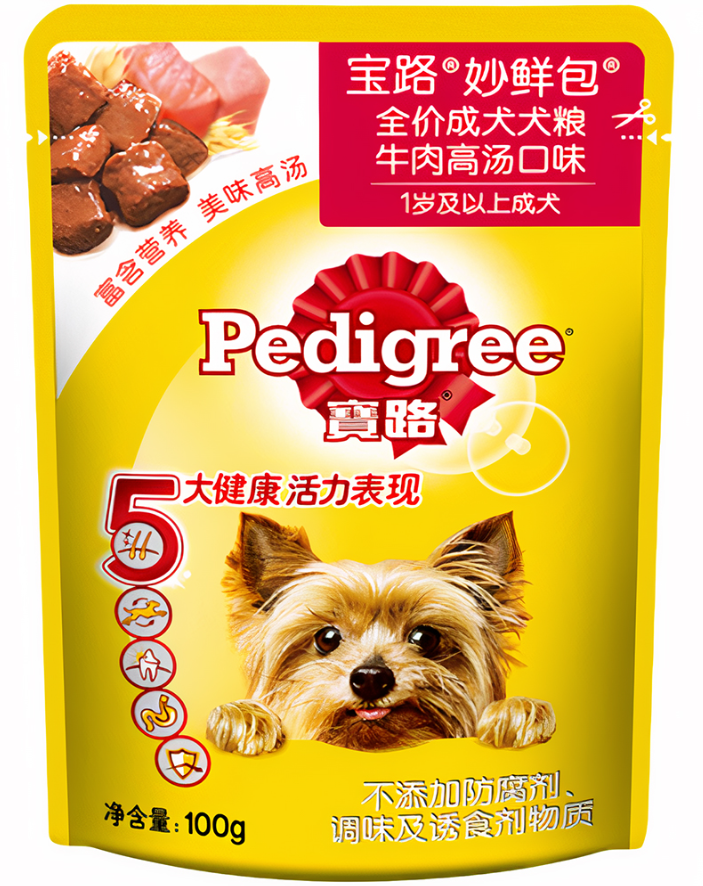 宝路®妙鲜包®
全价成犬犬粮
牛肉高汤口味
1岁及以上成犬
富含营养 美味高汤
Pedigree®
寶路®
5大健康 活力表现
净含量:100g
不添加防腐剂、
调味及诱食剂物质